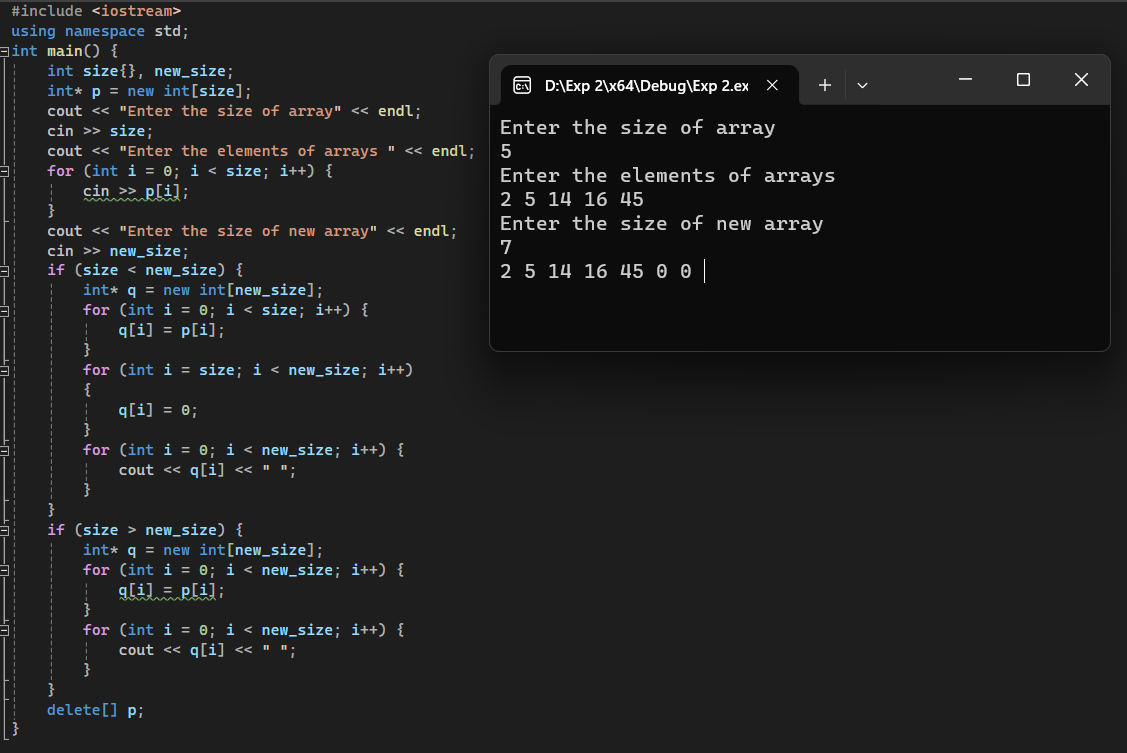 #include <iostream>
using namespace std;
int main() {
    int size{}, new_size;
    int* p = new int[size];
    cout << "Enter the size of array" << endl;
    cin >> size;
    cout << "Enter the elements of arrays " << endl;
    for (int i = 0; i < size; i++) {
        cin >> p[i];
    }
    cout << "Enter the size of new array" << endl;
    cin >> new_size;
    if (size < new_size) {
        int* q = new int[new_size];
        for (int i = 0; i < size; i++) {
            q[i] = p[i];
        }
        for (int i = size; i < new_size; i++)
        {
            q[i] = 0;
        }
        for (int i = 0; i < new_size; i++) {
            cout << q[i] << " ";
        }
    }
    if (size > new_size) {
        int* q = new int[new_size];
        for (int i = 0; i < new_size; i++) {
            q[i] = p[i];
        }
        for (int i = 0; i < new_size; i++) {
            cout << q[i] << " ";
        }
    }
    delete[] p;
}
D:\Exp 2\x64\Debug\Exp 2.ex
Enter the size of array
5
Enter the elements of arrays
2 5 14 16 45
Enter the size of new array
7
2 5 14 16 45 0 0